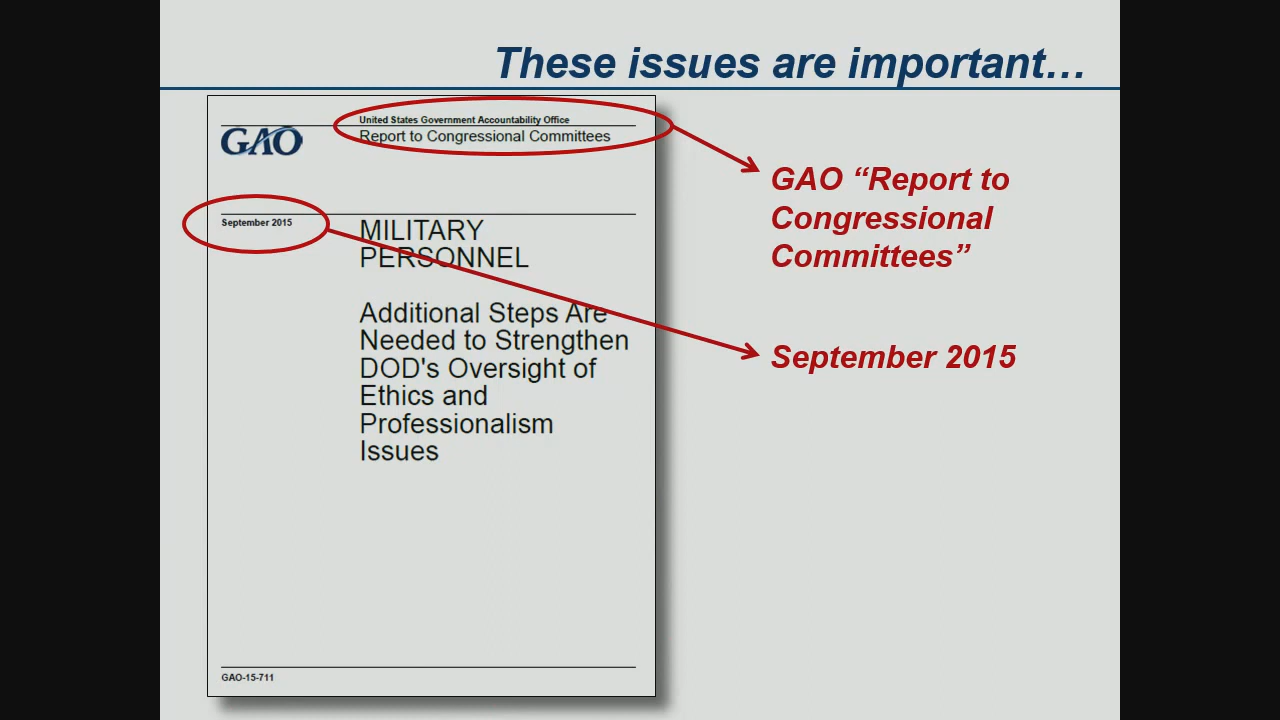 These issues are important…
United States Government Accountability Office
GAO
Report to Congressional Committees
GAO “Report to
Congressional
Committees”
September 2015
MILITARY
PERSONNEL
Additional Steps Are
Needed to Strengthen
DOD's Oversight of
Ethics and
Professionalism
Issues
September 2015
GAO-15-711